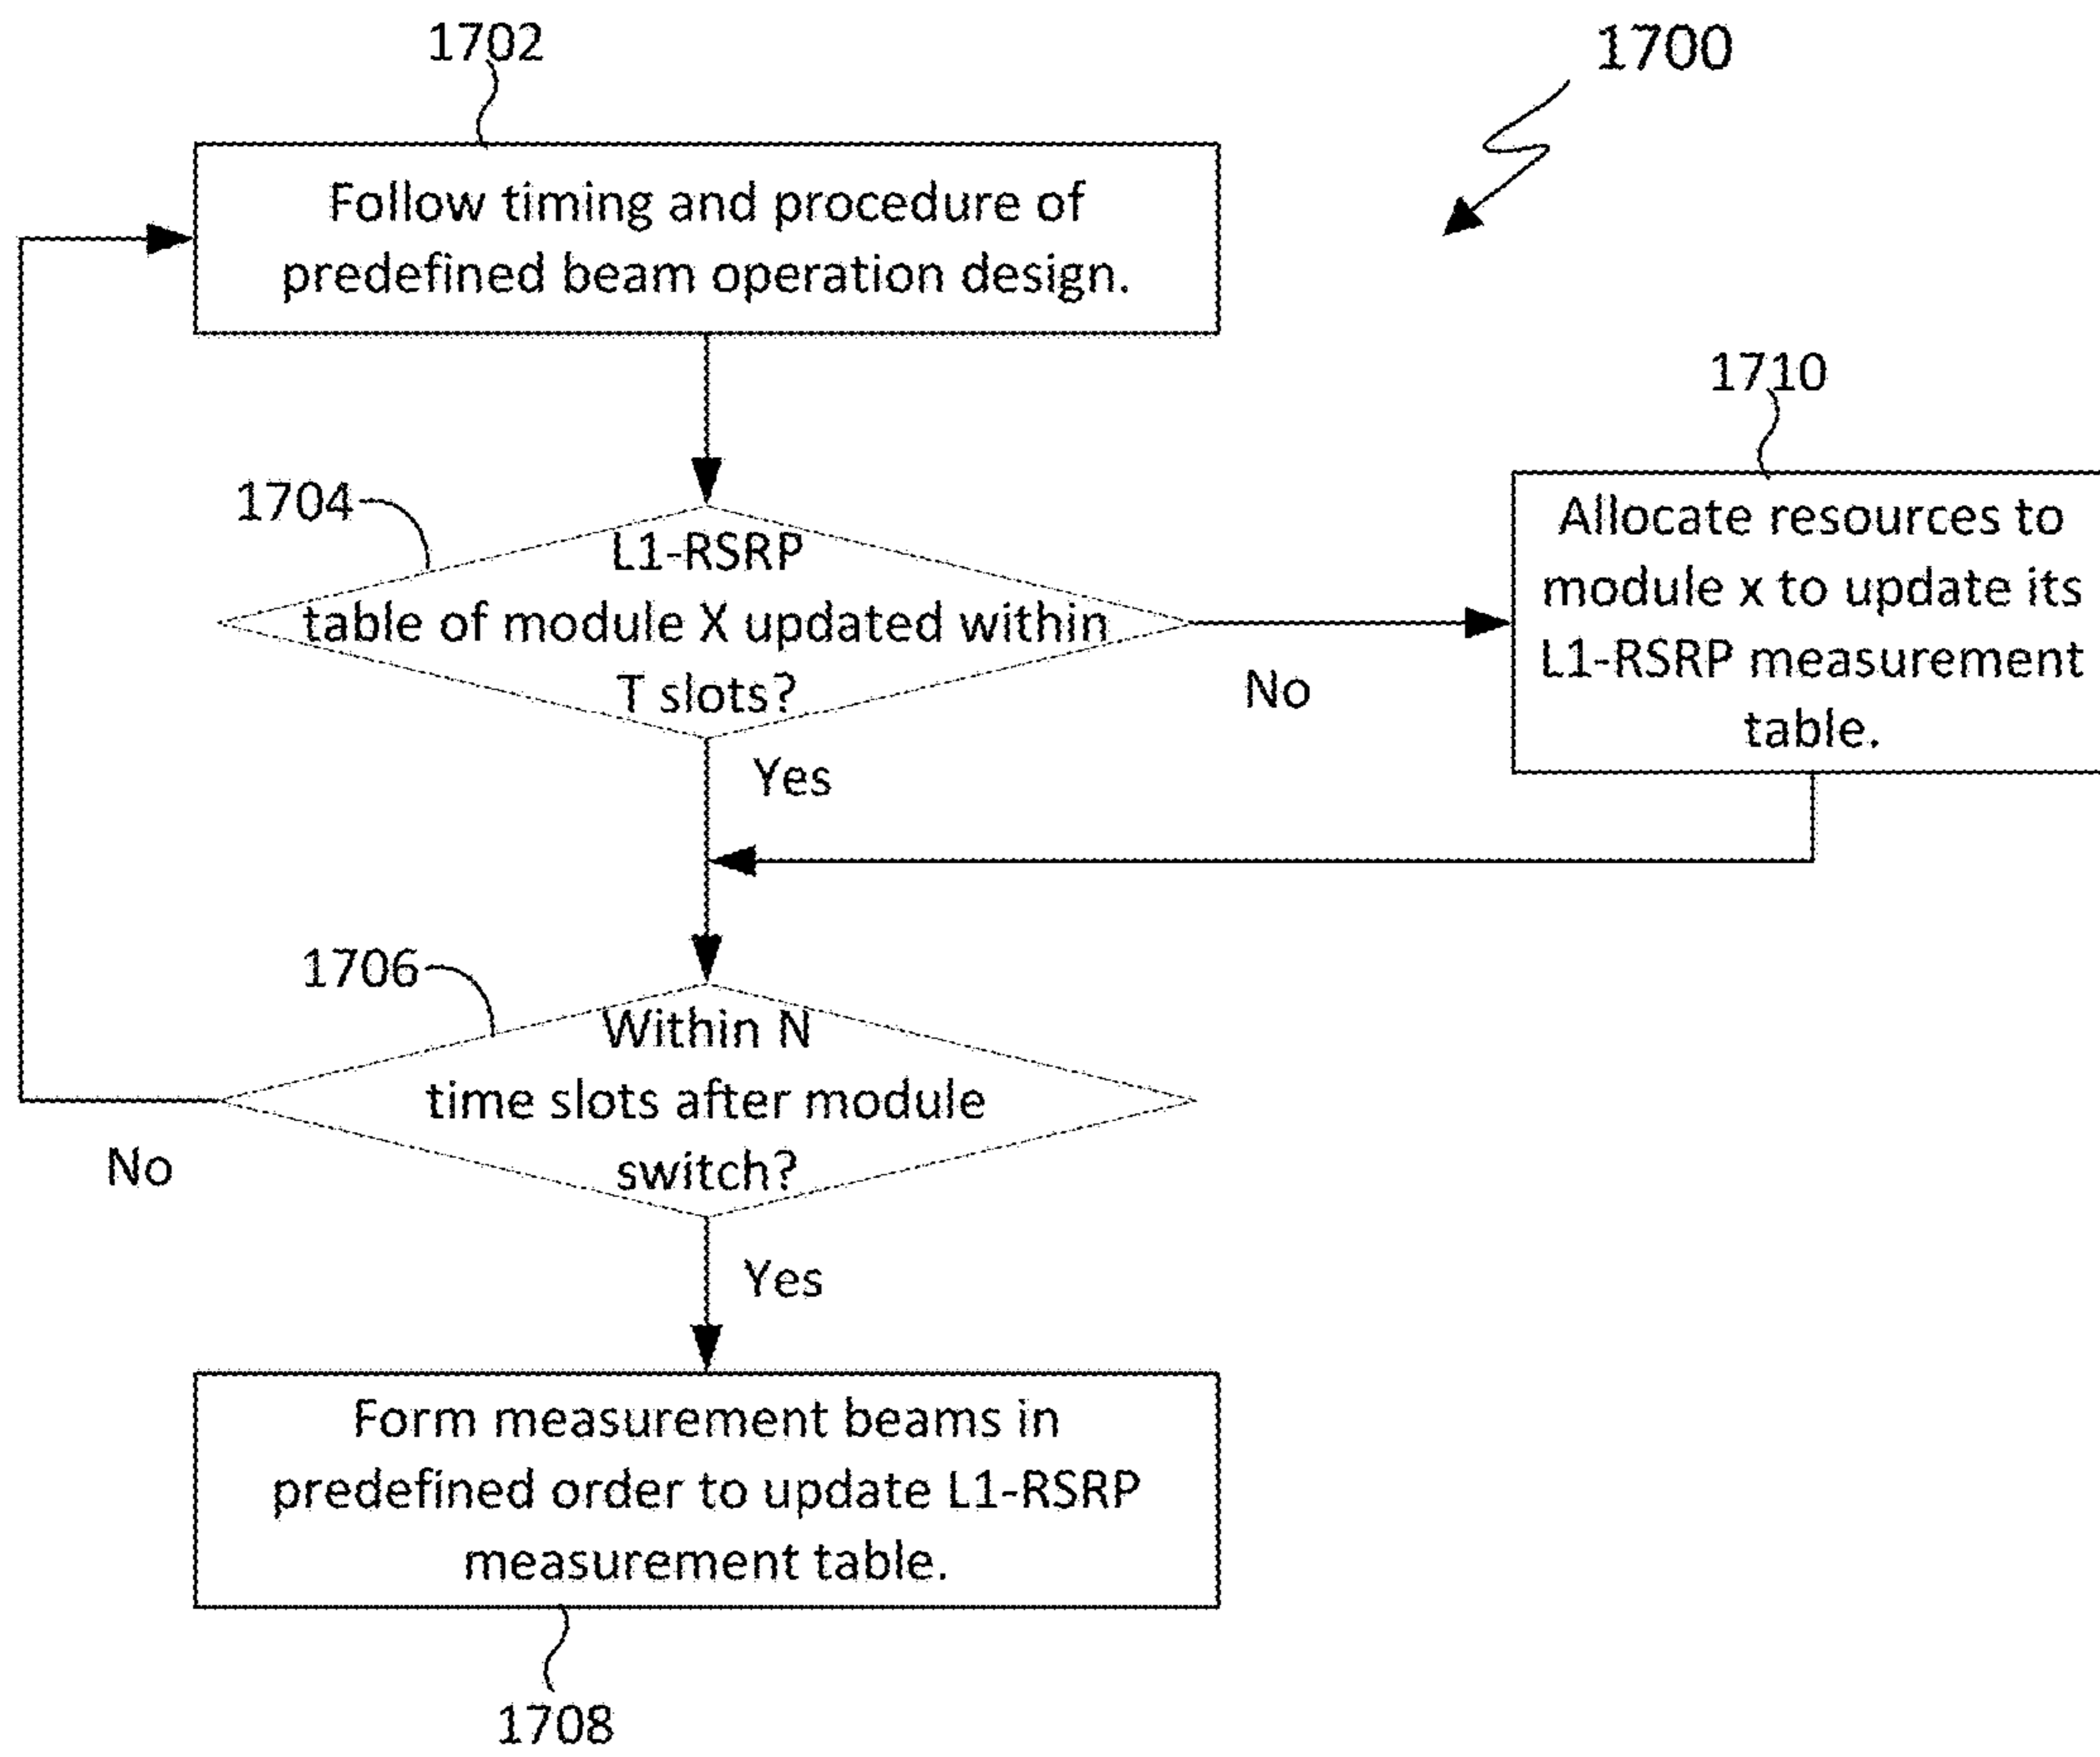 1702
1700
Follow timing and procedure of
predefined beam operation design.
1710
Allocate resources to
module x to update its
L1-RSRP measurement
table.
1704
L1-RSRP
table of module X updated within
T slots?
No
Yes
1706
Within N
time slots after module
switch?
No
Yes
Form measurement beams in
predefined order to update L1-RSRP
measurement table.
1708